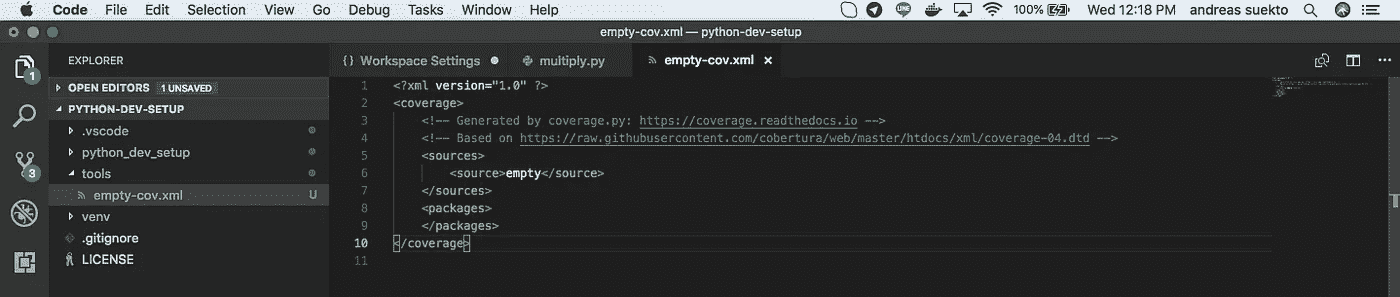 Code File Edit Selection View Go Debug Tasks Window Help LINE 100% Wed 12:18 PM andreas suekto
empty-cov.xml — python-dev-setup
EXPLORER
{} Workspace Settings multiply.py empty-cov.xml ×
OPEN EDITORS 1 UNSAVED
PYTHON-DEV-SETUP
.vscode
python_dev_setup
tools
empty-cov.xml U
venv
.gitignore
LICENSE
1
3
1 <?xml version="1.0" ?>
2 <coverage>
3 <!-- Generated by coverage.py: https://coverage.readthedocs.io -->
4 <!-- Based on https://raw.githubusercontent.com/cobertura/web/master/htdocs/xml/coverage-04.dtd -->
5 <sources>
6 <source>empty</source>
7 </sources>
8 <packages>
9 </packages>
10 </coverage>
11